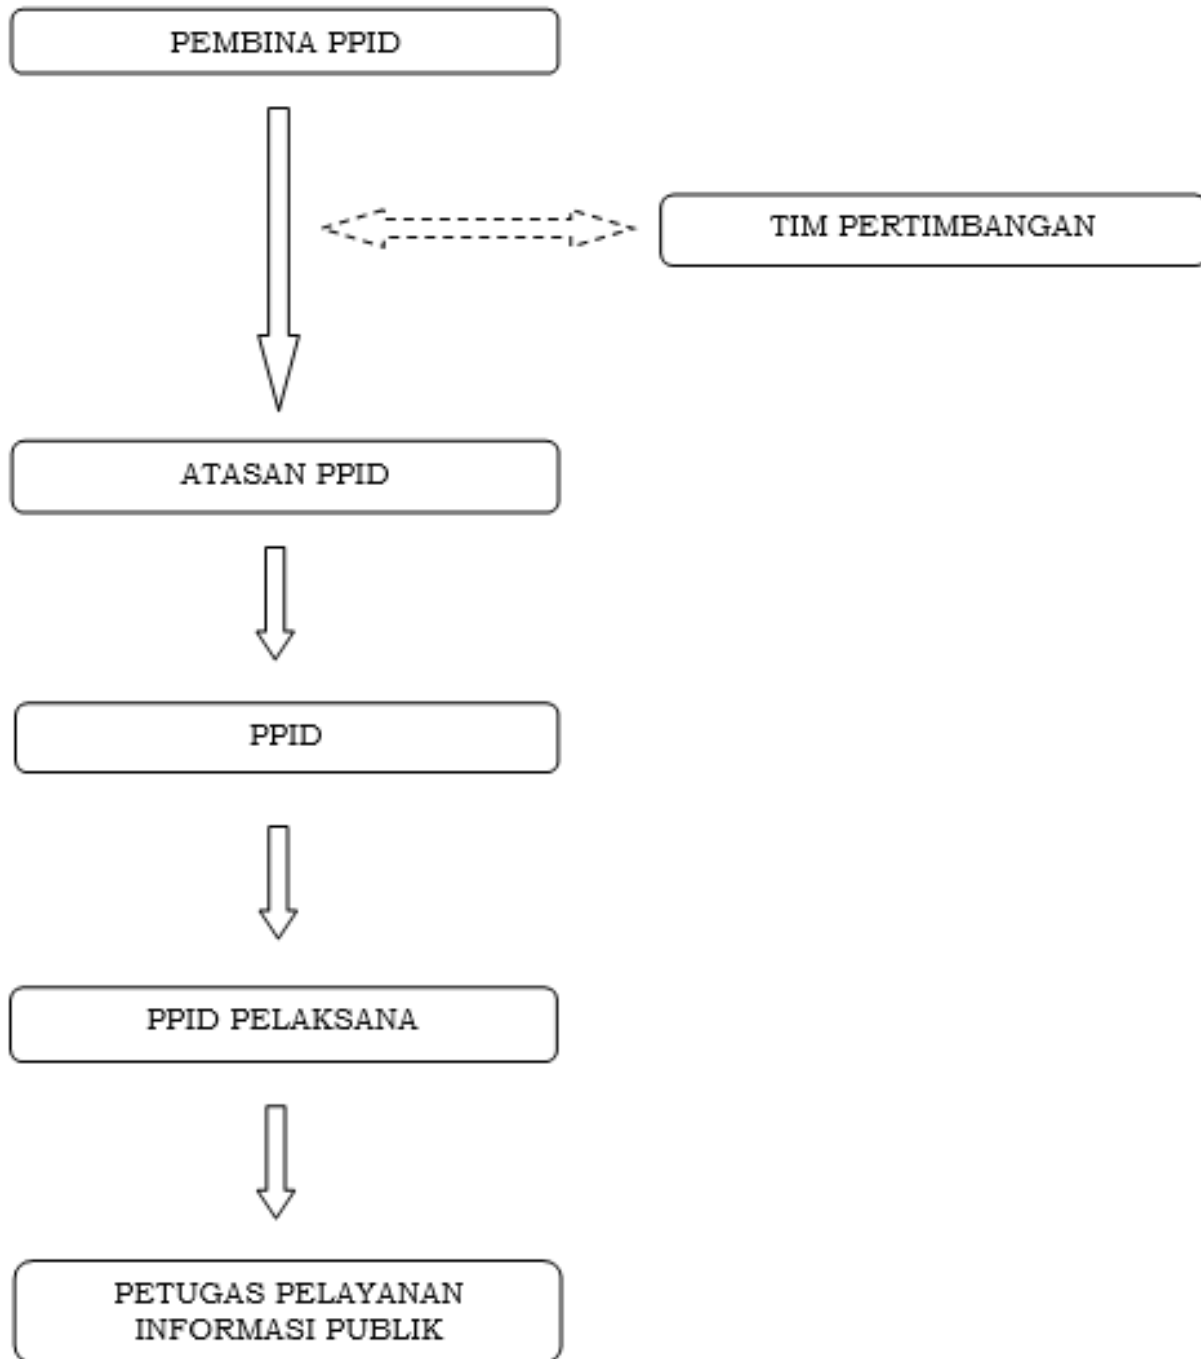 PEMBINA PPID
TIM PERTIMBANGAN
ATASAN PPID
PPID
PPID PELAKSANA
PETUGAS PELAYANAN
INFORMASI PUBLIK